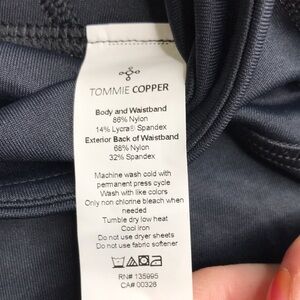 TOMMIE COPPER
Body and Waistband
86% Nylon
14% Lycra® Spandex
Exterior Back of Waistband
68% Nylon
32% Spandex
Machine wash cold with
permanent press cycle
Wash with like colors
Only non chlorine bleach when
needed
Tumble dry low heat
Cool iron
Do not use dryer sheets
Do not use fabric softener
RN# 135995
CA# 00326